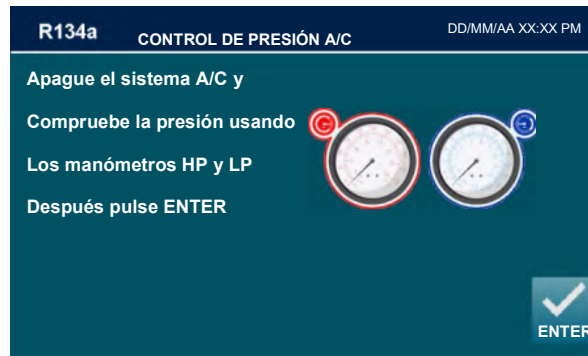 R134a
CONTROL DE PRESIÓN A/C
DD/MM/AA XX:XX PM
Apague el sistema A/C y
Compruebe la presión usando
Los manómetros HP y LP
Después pulse ENTER
ENTER